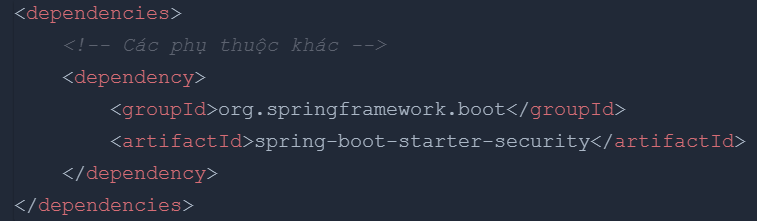 <dependencies>
    <!-- Các phụ thuộc khác -->
    <dependency>
        <groupId>org.springframework.boot</groupId>
        <artifactId>spring-boot-starter-security</artifactId>
    </dependency>
</dependencies>